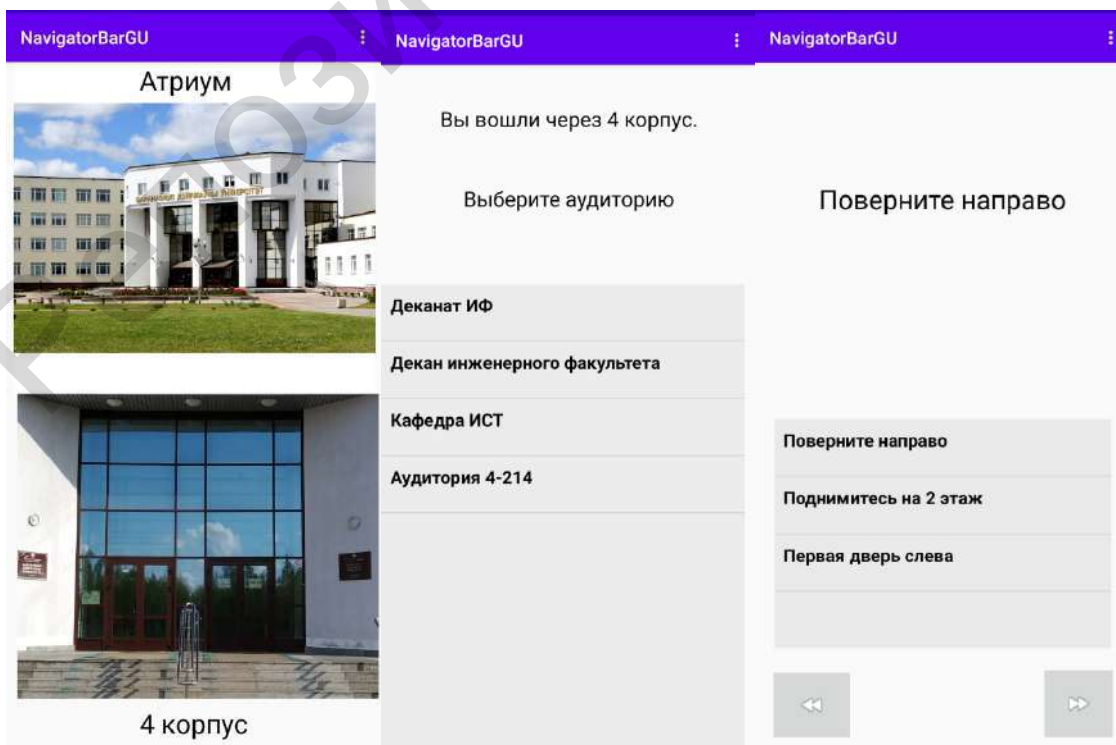 NavigatorBarGU
Атриум
4 корпус
NavigatorBarGU
Вы вошли через 4 корпус.
Выберите аудиторию
Деканат ИФ
Декан инженерного факультета
Кафедра ИСТ
Аудитория 4-214
NavigatorBarGU
Поверните направо
Поверните направо
Поднимитесь на 2 этаж
Первая дверь слева